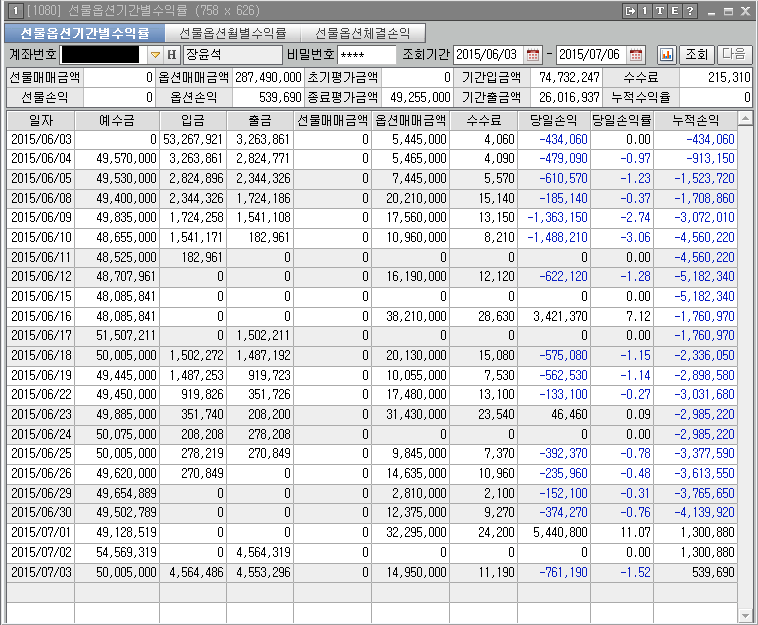 1 [1080] 선물옵션기간별수익률 (758 x 626) 1 T E ?
선물옵션기간별수익률 선물옵션월별수익률 선물옵션체결손익
계좌번호 H 장윤석 비밀번호 **** 조회기간 2015/06/03 ~ 2015/07/06 조회 다음
선물매매금액 0 옵션매매금액 287,490,000 초기평가금액 0 기간입금액 74,732,247 수수료 215,310
선물손익 0 옵션손익 539,690 종료평가금액 49,255,000 기간출금액 26,016,937 누적수익률 0
일자 예수금 입금 출금 선물매매금액 옵션매매금액 수수료 당일손익 당일손익률 누적손익
2015/06/03 0 53,267,921 3,263,861 0 5,445,000 4,060 -434,060 0.00 -434,060
2015/06/04 49,570,000 3,263,861 2,824,771 0 5,465,000 4,090 -479,090 -0.97 -913,150
2015/06/05 49,530,000 2,824,896 2,344,326 0 7,445,000 5,570 -610,570 -1.23 -1,523,720
2015/06/08 49,400,000 2,344,326 1,724,186 0 20,210,000 15,140 -185,140 -0.37 -1,708,860
2015/06/09 49,835,000 1,724,258 1,541,108 0 17,560,000 13,150 -1,363,150 -2.74 -3,072,010
2015/06/10 48,655,000 1,541,171 182,961 0 10,960,000 8,210 -1,488,210 -3.06 -4,560,220
2015/06/11 48,525,000 182,961 0 0 0 0 0 0.00 -4,560,220
2015/06/12 48,707,961 0 0 0 16,190,000 12,120 -622,120 -1.28 -5,182,340
2015/06/15 48,085,841 0 0 0 0 0 0 0.00 -5,182,340
2015/06/16 48,085,841 0 0 0 38,210,000 28,630 3,421,370 7.12 -1,760,970
2015/06/17 51,507,211 0 1,502,211 0 0 0 0 0.00 -1,760,970
2015/06/18 50,005,000 1,502,272 1,487,192 0 20,130,000 15,080 -575,080 -1.15 -2,336,050
2015/06/19 49,445,000 1,487,253 919,723 0 10,055,000 7,530 -562,530 -1.14 -2,898,580
2015/06/22 49,450,000 919,826 351,726 0 17,480,000 13,100 -133,100 -0.27 -3,031,680
2015/06/23 49,885,000 351,740 208,200 0 31,430,000 23,540 46,460 0.09 -2,985,220
2015/06/24 50,075,000 208,208 278,208 0 0 0 0 0.00 -2,985,220
2015/06/25 50,005,000 278,219 270,849 0 9,845,000 7,370 -392,370 -0.78 -3,377,590
2015/06/26 49,620,000 270,849 0 0 14,635,000 10,960 -235,960 -0.48 -3,613,550
2015/06/29 49,654,889 0 0 0 2,810,000 2,100 -152,100 -0.31 -3,765,650
2015/06/30 49,502,789 0 0 0 12,375,000 9,270 -374,270 -0.76 -4,139,920
2015/07/01 49,128,519 0 0 0 32,295,000 24,200 5,440,800 11.07 1,300,880
2015/07/02 54,569,319 0 4,564,319 0 0 0 0 0.00 1,300,880
2015/07/03 50,005,000 4,564,486 4,553,296 0 14,950,000 11,190 -761,190 -1.52 539,690